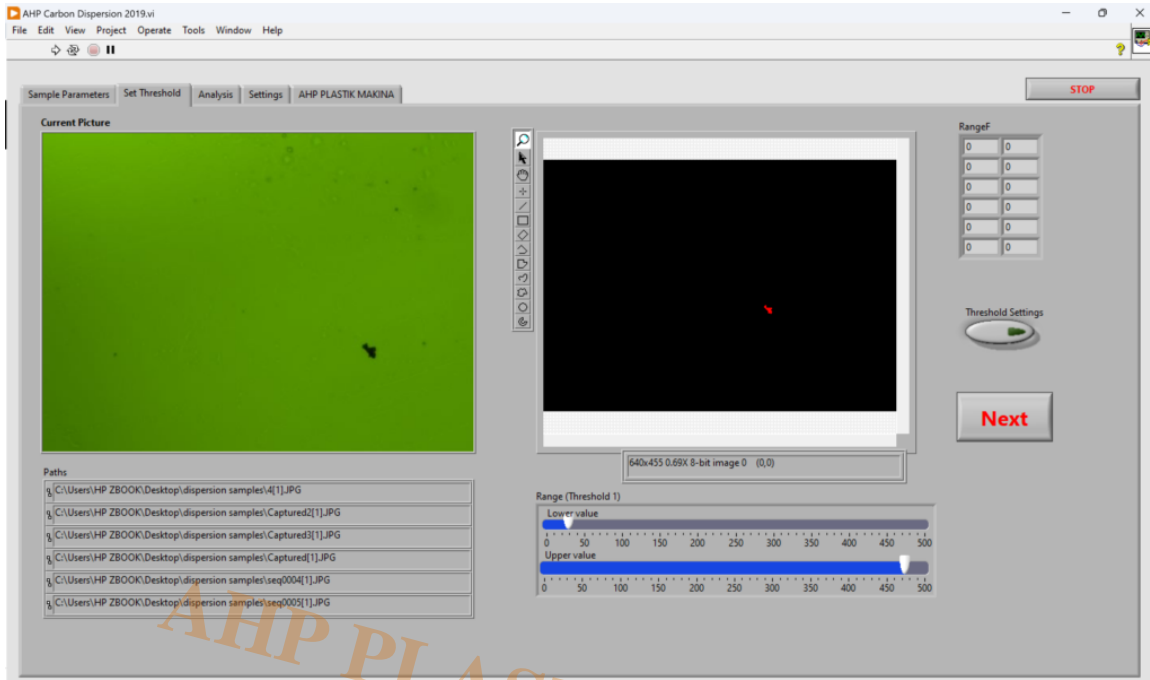 AHP Carbon Dispersion 2019.vi
File Edit View Project Operate Tools Window Help
Sample Parameters Set Threshold Analysis Settings AHP PLASTIK MAKINA STOP
Current Picture
RangeF
0 0
0 0
0 0
0 0
0 0
0 0
Threshold Settings
Next
640x455 0.69X 8-bit image 0 (0,0)
Paths
C:\Users\HP ZBOOK\Desktop\dispersion samples\4[1].JPG
C:\Users\HP ZBOOK\Desktop\dispersion samples\Captured2[1].JPG
C:\Users\HP ZBOOK\Desktop\dispersion samples\Captured3[1].JPG
C:\Users\HP ZBOOK\Desktop\dispersion samples\Captured[1].JPG
C:\Users\HP ZBOOK\Desktop\dispersion samples\seq0004[1].JPG
C:\Users\HP ZBOOK\Desktop\dispersion samples\seq0005[1].JPG
Range (Threshold 1)
Lower value
0 50 100 150 200 250 300 350 400 450 500
Upper value
0 50 100 150 200 250 300 350 400 450 500
AHP PLAS